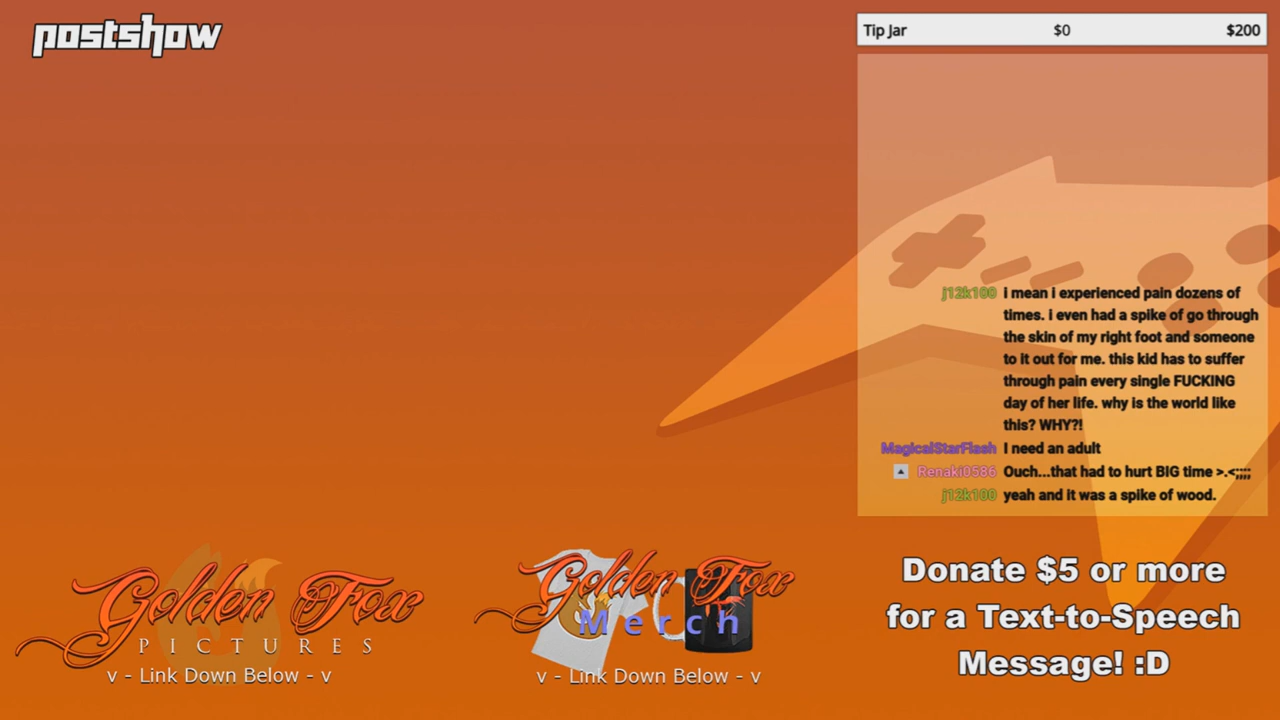 postshow
Tip Jar $0 $200
j12k100 i mean i experienced pain dozens of
times. i even had a spike of go through
the skin of my right foot and someone
to it out for me. this kid has to suffer
through pain every single FUCKING
day of her life. why is the world like
this? WHY?!
MagicalStarFlash I need an adult
Renaki0586 Ouch...that had to hurt BIG time >.<;;;;
j12k100 yeah and it was a spike of wood.
Golden Fox
PICTURES
v - Link Down Below - v
Golden Fox
Merch
v - Link Down Below - v
Donate $5 or more
for a Text-to-Speech
Message! :D